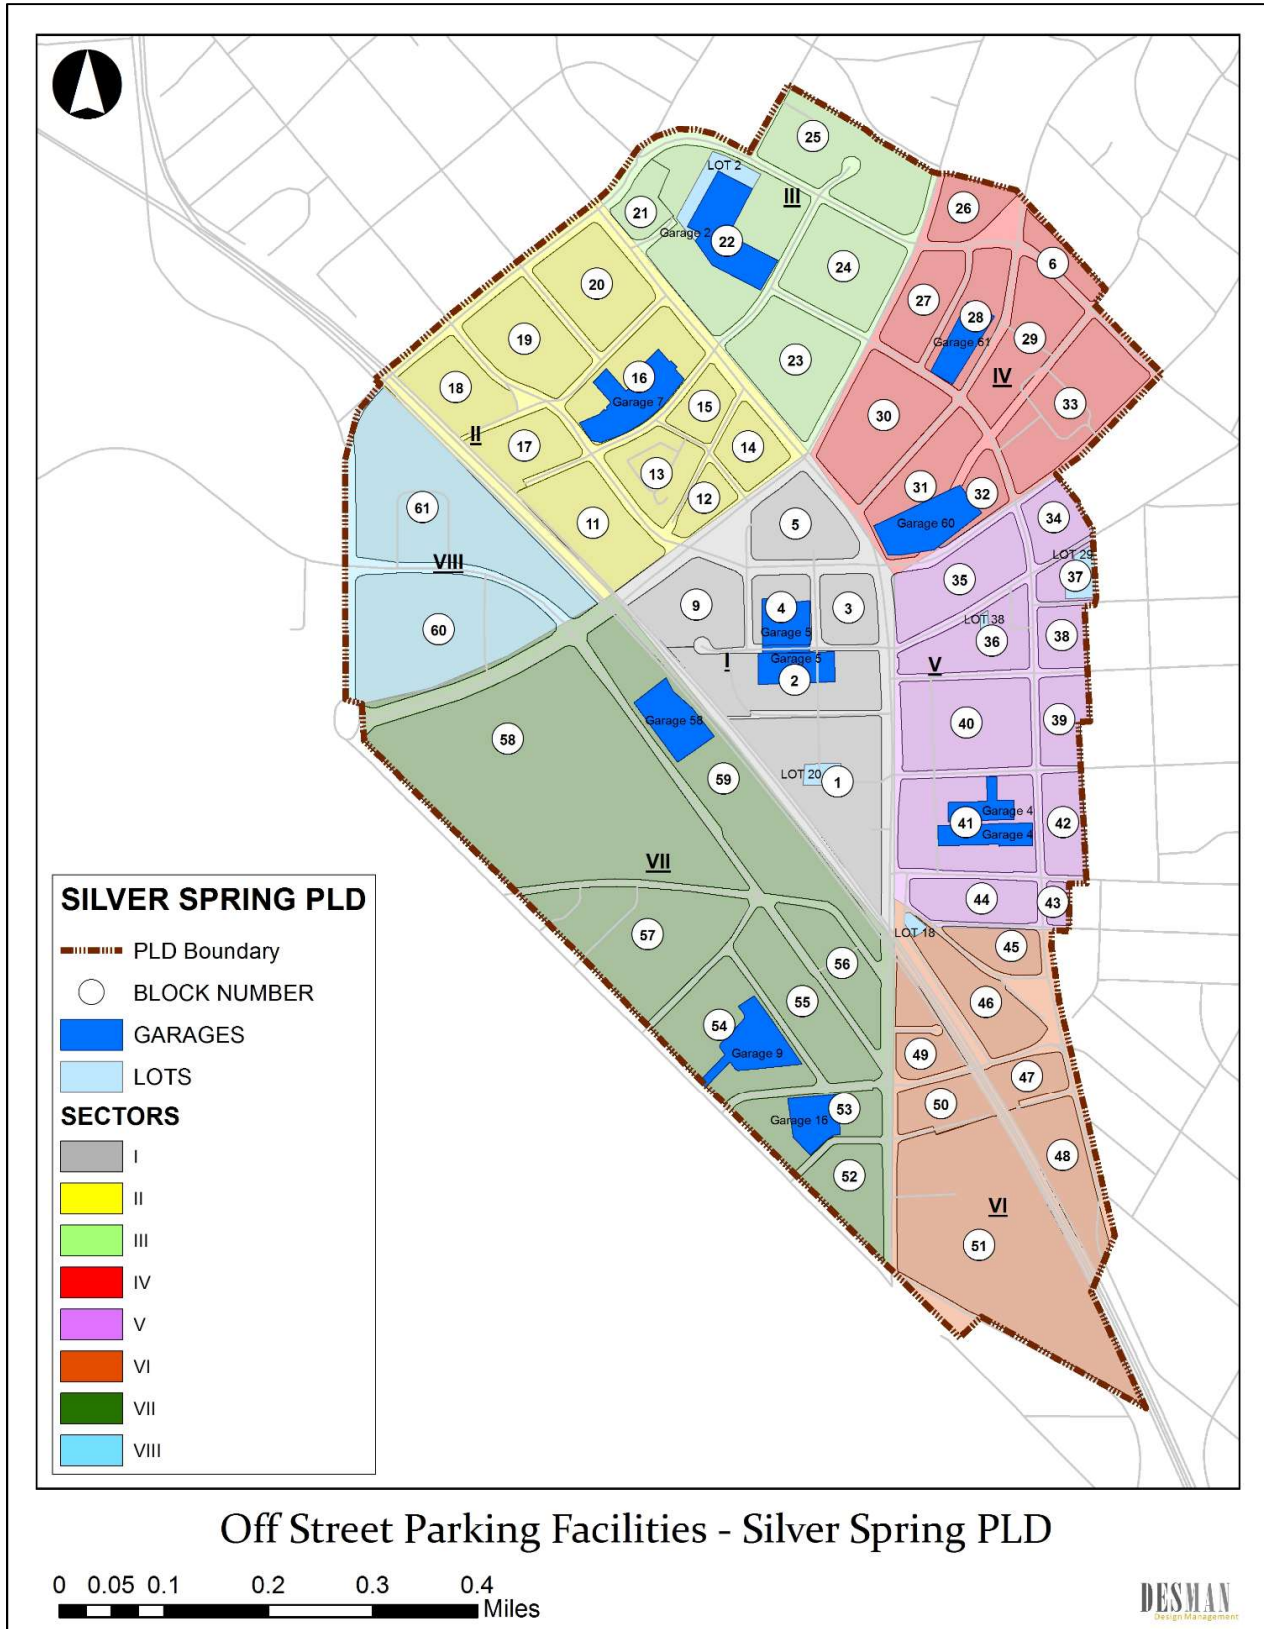 25
LOT 2
III
26
21
Garage 2
22
6
24
20
27
28
29
19
Garage 61
23
16
IV
18
Garage 7
15
33
30
II
17
14
13
31
32
12
61
11
5
Garage 60
34
LOT 29
VIII
35
37
9
4
3
LOT 38
60
Garage 5
36
38
I
Garage 5
V
2
Garage 58
58
40
39
59
LOT 20
1
Garage 4
41
Garage 4
42
VII
44
43
57
LOT 18
45
56
55
46
54
Garage 9
49
47
50
53
Garage 16
48
52
VI
51
SILVER SPRING PLD
PLD Boundary
BLOCK NUMBER
GARAGES
LOTS
SECTORS
I
II
III
IV
V
VI
VII
VIII
Off Street Parking Facilities - Silver Spring PLD
0 0.05 0.1 0.2 0.3 0.4
Miles
DESMAN
Design Management